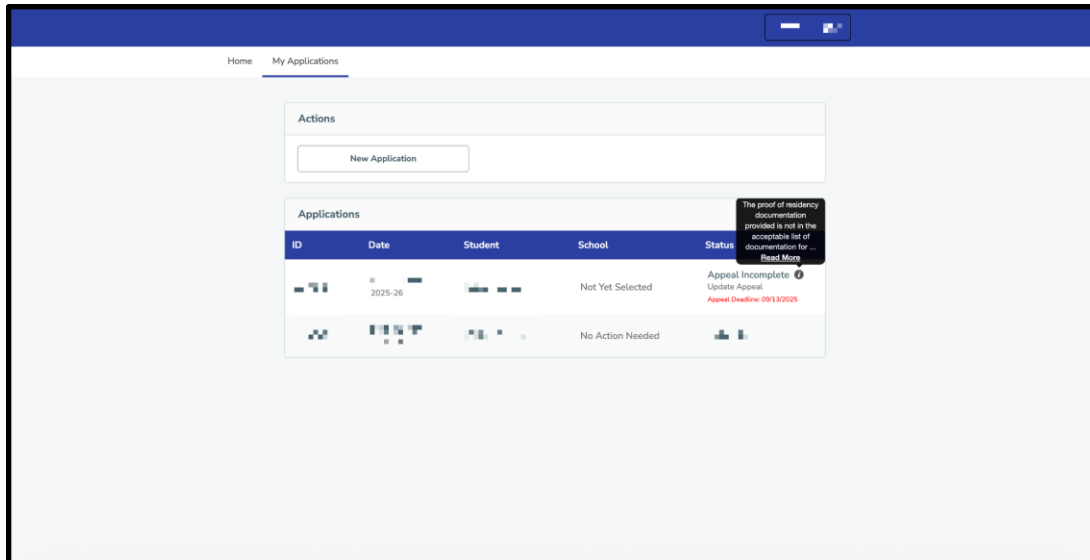 Home My Applications
Actions
New Application
Applications
The proof of residency
documentation
provided is not in the
acceptable list of
documentation for ...
Read More
ID Date Student School Status
2025-26 Not Yet Selected Appeal Incomplete
Update Appeal
Appeal Deadline: 09/13/2025
No Action Needed